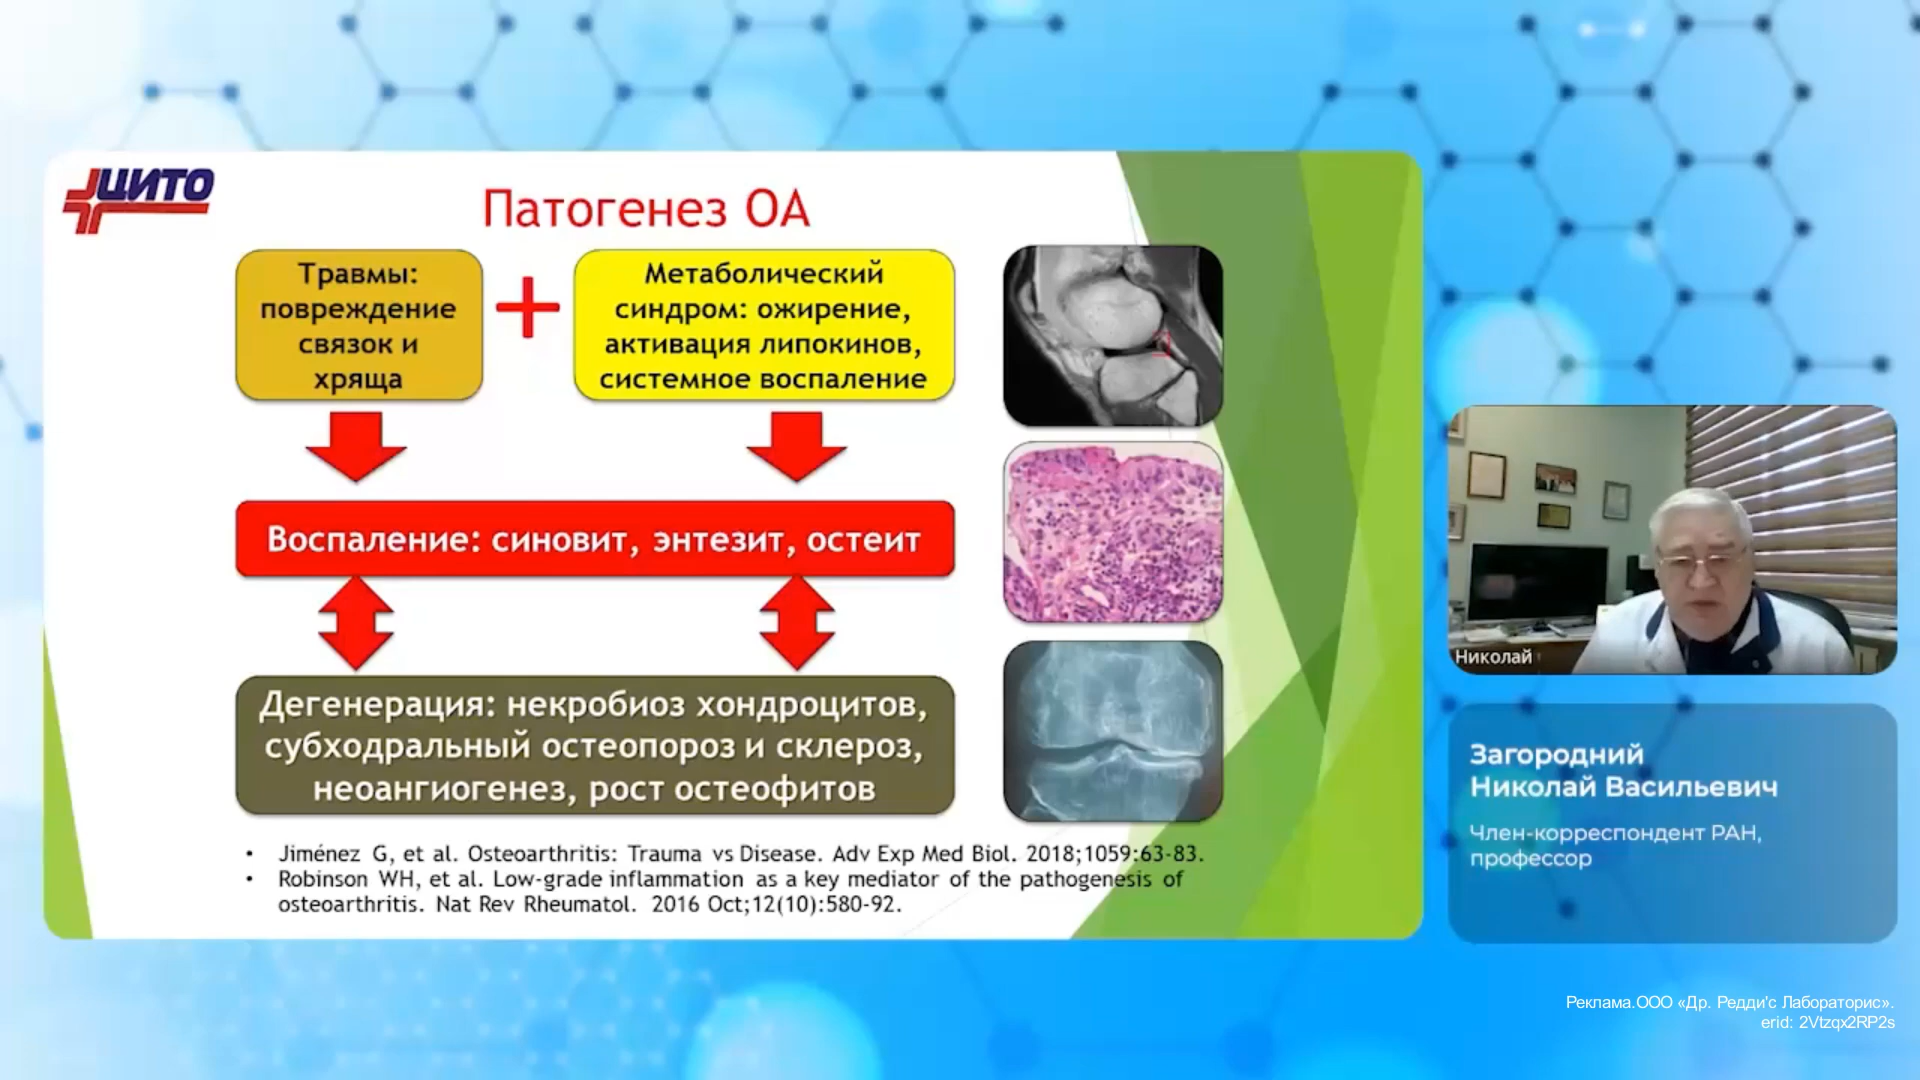 ЦИТО
Патогенез ОА
Травмы:
повреждение
связок и
хряща
+
Метаболический
синдром: ожирение,
активация липокинов,
системное воспаление
Воспаление: синовит, энтезит, остеит
Дегенерация: некробиоз хондроцитов,
субходральный остеопороз и склероз,
неоангиогенез, рост остеофитов
• Jiménez G, et al. Osteoarthritis: Trauma vs Disease. Adv Exp Med Biol. 2018;1059:63-83.
• Robinson WH, et al. Low-grade inflammation as a key mediator of the pathogenesis of
osteoarthritis. Nat Rev Rheumatol. 2016 Oct;12(10):580-92.
Николай
Загородний
Николай Васильевич
Член-корреспондент РАН,
профессор
Реклама.ООО «Др. Редди'с Лабораторис».
erid: 2Vtzqx2RP2s